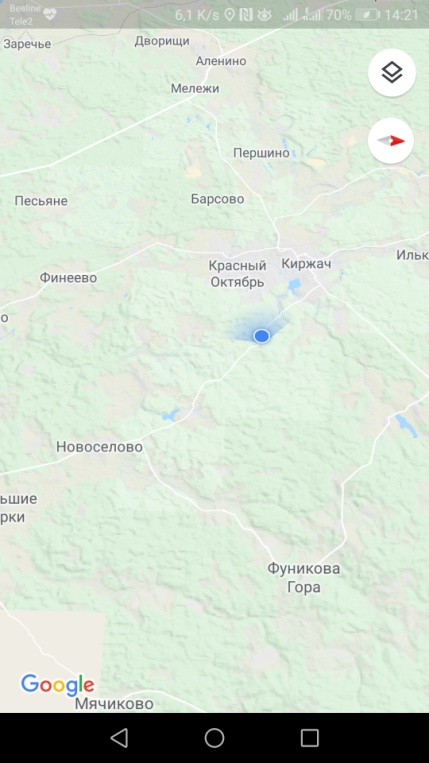 Beeline
Tele2
6,1 K/s
70%
14:21
Заречье
Дворищи
Аленино
Мележи
Першино
Песьяне
Барсово
Ильк
Красный
Октябрь
Киржач
Финеево
о
Новоселово
ьшие
рки
Фуникова
Гора
Google
Мячиково